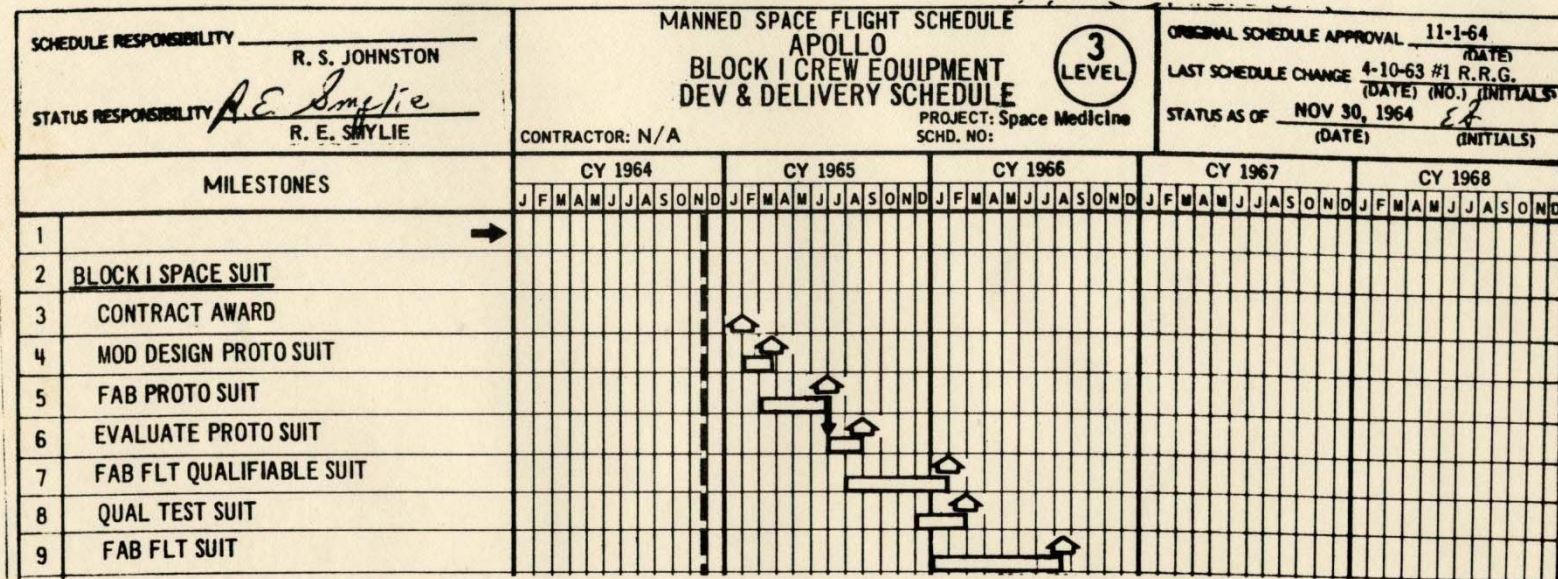 SCHEDULE RESPONSIBILITY
R. S. JOHNSTON
STATUS RESPONSIBILITY R.E. Smylie
R. E. SMYLIE
MANNED SPACE FLIGHT SCHEDULE
APOLLO
BLOCK I CREW EQUIPMENT
DEV & DELIVERY SCHEDULE
3
LEVEL
CONTRACTOR: N/A
PROJECT: Space Medicine
SCHD. NO:
ORIGINAL SCHEDULE APPROVAL 11-1-64
(DATE)
LAST SCHEDULE CHANGE 4-10-63 #1 R.R.G.
(DATE) (NO.) (INITIALS)
STATUS AS OF NOV 30, 1964
(DATE) (INITIALS)
MILESTONES
CY 1964 CY 1965 CY 1966 CY 1967 CY 1968
J F M A M J J A S O N D J F M A M J J A S O N D J F M A M J J A S O N D J F M A M J J A S O N D J F M A M J J A S O N D
1
2 BLOCK I SPACE SUIT
3 CONTRACT AWARD
4 MOD DESIGN PROTO SUIT
5 FAB PROTO SUIT
6 EVALUATE PROTO SUIT
7 FAB FLT QUALIFIABLE SUIT
8 QUAL TEST SUIT
9 FAB FLT SUIT